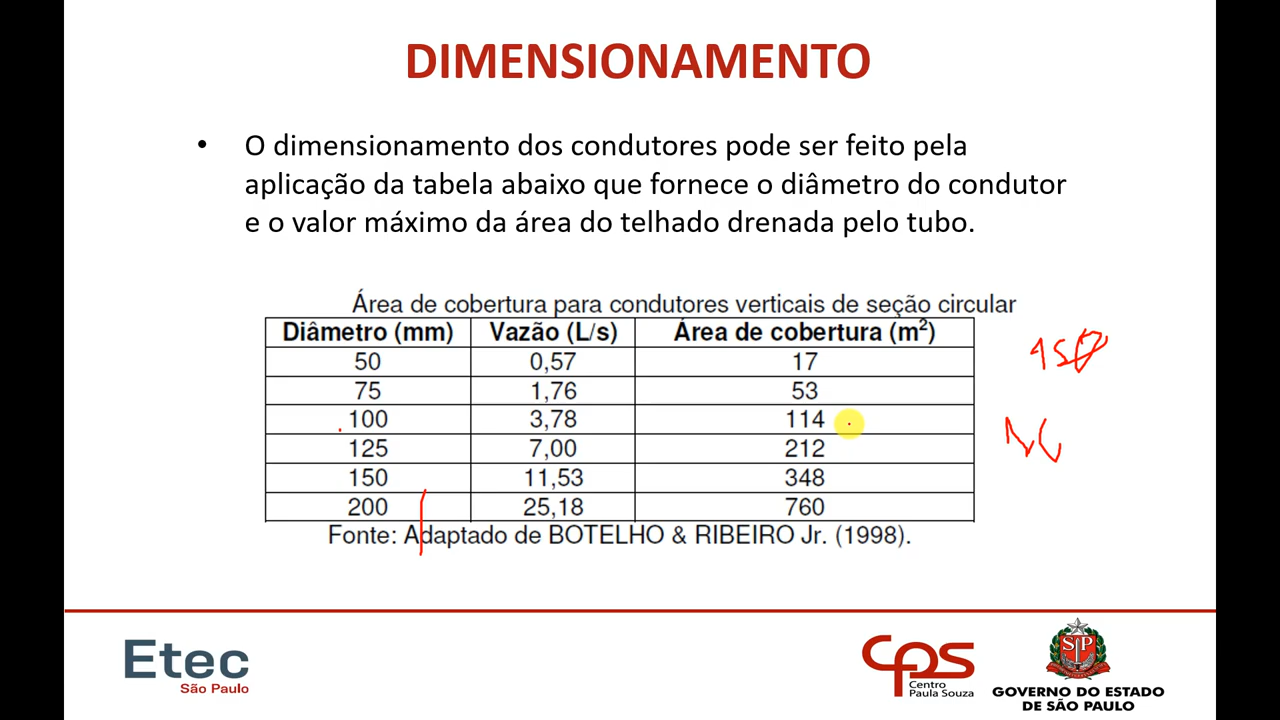 DIMENSIONAMENTO
• O dimensionamento dos condutores pode ser feito pela
aplicação da tabela abaixo que fornece o diâmetro do condutor
e o valor máximo da área do telhado drenada pelo tubo.
Área de cobertura para condutores verticais de seção circular
Diâmetro (mm) Vazão (L/s) Área de cobertura (m²)
50 0,57 17
75 1,76 53
100 3,78 114
125 7,00 212
150 11,53 348
200 25,18 760
Fonte: Adaptado de BOTELHO & RIBEIRO Jr. (1998).
Etec
São Paulo
CPS
Centro
Paula Souza
SP
GOVERNO DO ESTADO
DE SÃO PAULO